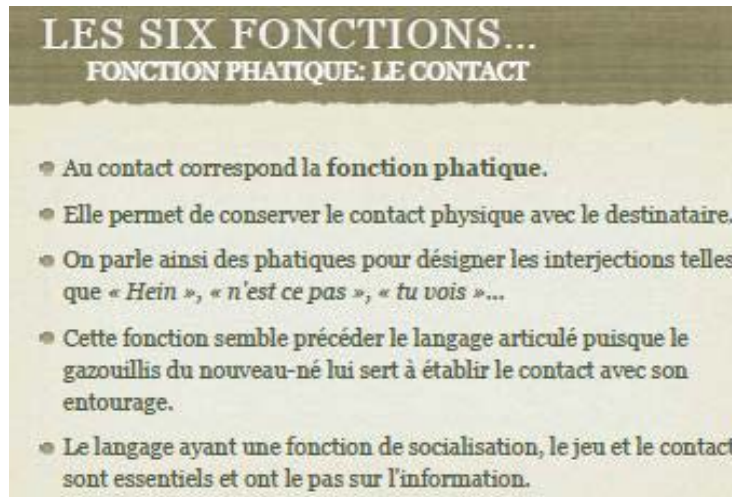 LES SIX FONCTIONS...
FONCTION PHATIQUE: LE CONTACT
Au contact correspond la fonction phatique.
Elle permet de conserver le contact physique avec le destinataire.
On parle ainsi des phatiques pour désigner les interjections telles
que « Hein », « n'est ce pas », « tu vois »...
Cette fonction semble précéder le langage articulé puisque le
gazouillis du nouveau-né lui sert à établir le contact avec son
entourage.
Le langage ayant une fonction de socialisation, le jeu et le contact
sont essentiels et ont le pas sur l'information.